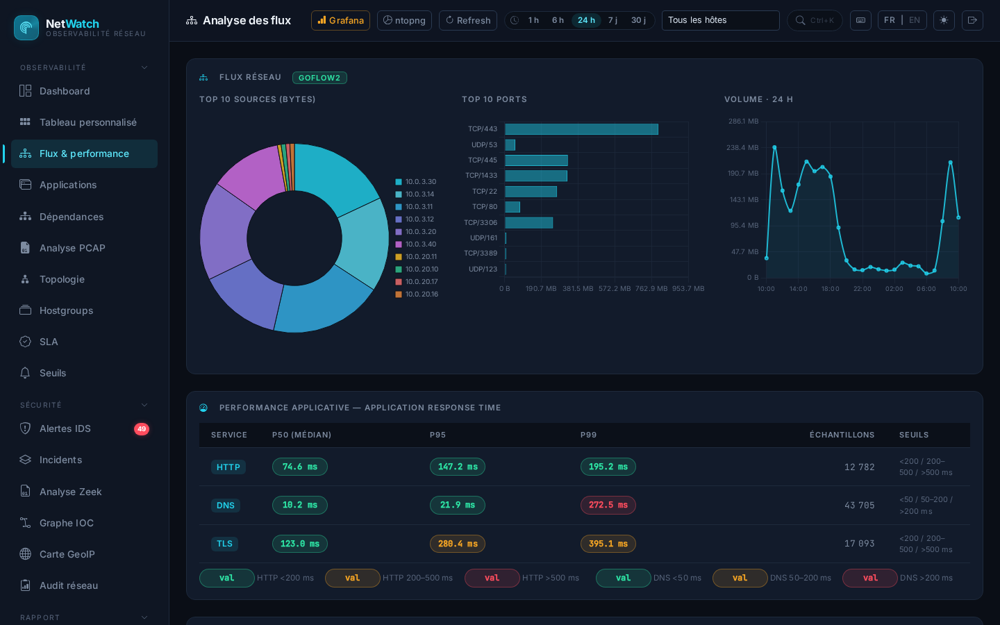 NetWatch
OBSERVABILITÉ RÉSEAU
OBSERVABILITÉ
Dashboard
Tableau personnalisé
Flux & performance
Applications
Dépendances
Analyse PCAP
Topologie
Hostgroups
SLA
Seuils
SÉCURITÉ
Alertes IDS 49
Incidents
Analyse Zeek
Graphe IOC
Carte GeoIP
Audit réseau
RAPPORT
Analyse des flux
Grafana
ntopng
Refresh
1 h 6 h 24 h 7 j 30 j
Tous les hôtes
Ctrl+K
FR | EN
FLUX RÉSEAU GOFLOW2
TOP 10 SOURCES (BYTES)
10.0.3.30
10.0.3.14
10.0.3.11
10.0.3.12
10.0.3.20
10.0.3.40
10.0.20.11
10.0.20.10
10.0.20.17
10.0.20.16
TOP 10 PORTS
TCP/443
UDP/53
TCP/445
TCP/1433
TCP/22
TCP/80
TCP/3306
UDP/161
TCP/3389
UDP/123
0 B 190.7 MB 381.5 MB 572.2 MB 762.9 MB 953.7 MB
VOLUME · 24 H
286.1 MB
238.4 MB
190.7 MB
143.1 MB
95.4 MB
47.7 MB
0 B
10:00 14:00 18:00 22:00 02:00 06:00 10:00
PERFORMANCE APPLICATIVE — APPLICATION RESPONSE TIME
SERVICE P50 (MÉDIAN) P95 P99 ÉCHANTILLONS SEUILS
HTTP 74.6 ms 147.2 ms 195.2 ms 12 782 <200 / 200–
500 / >500 ms
DNS 10.2 ms 21.9 ms 272.5 ms 43 705 <50 / 50–200 /
>200 ms
TLS 123.0 ms 280.4 ms 395.1 ms 17 093 <200 / 200–
500 / >500 ms
val HTTP <200 ms val HTTP 200–500 ms val HTTP >500 ms val DNS <50 ms val DNS 50–200 ms val DNS >200 ms